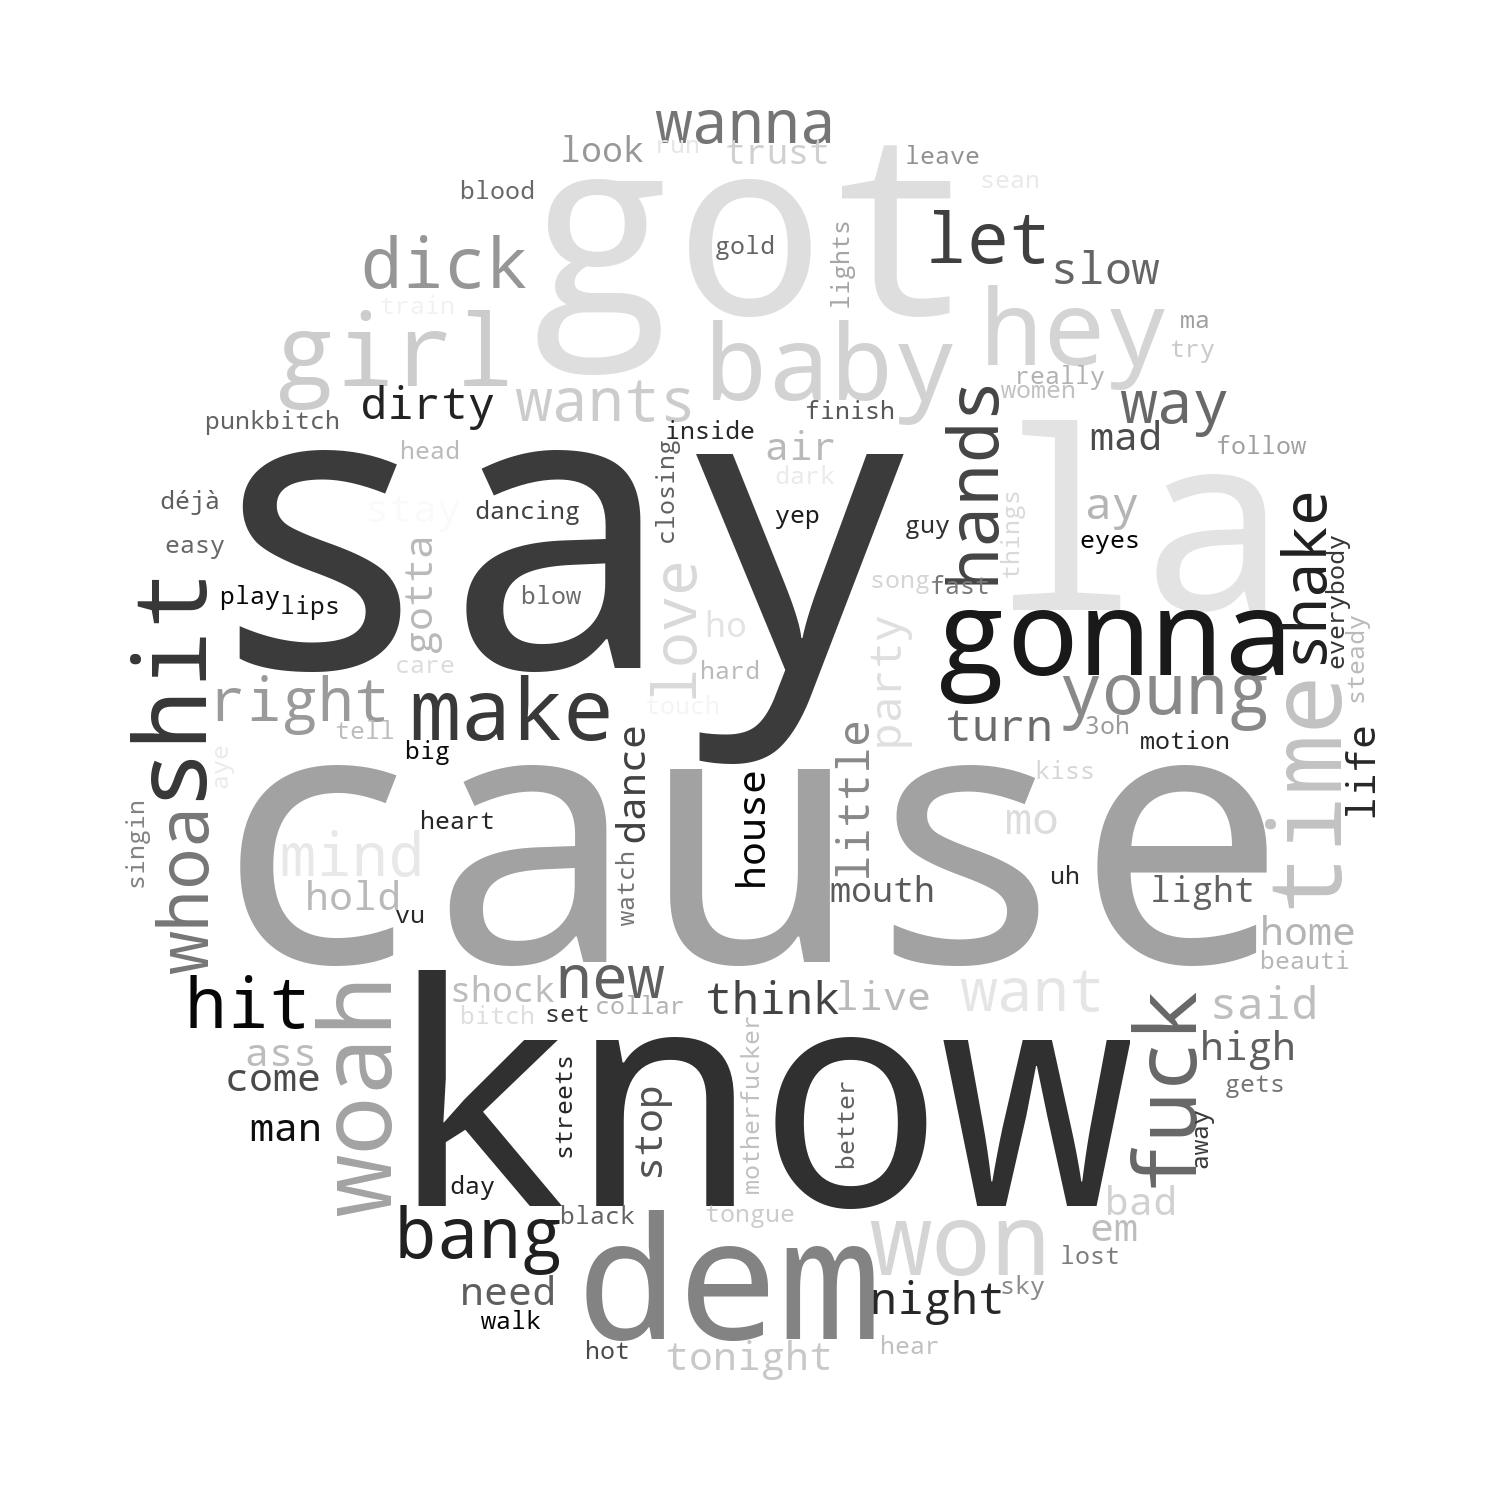 wanna
look
run
trust
leave
blood
sean
got
let
dick
gold
lights
slow
train
hey
ma
girl
baby
try
really
women
dirty
wants
finish
hands
way
punkbitch
inside
air
mad
head
closing
la
follow
say
dark
déjà
stay
dancing
yep
guy
things
ay
shake
easy
eyes
everybody
gotta
love
play
lips
blow
song
fast
shit
care
ho
gonna
steady
hard
party
right
make
touch
young
time
tell
little
turn
3oh
aye
big
dance
motion
life
house
kiss
singin
whoa
heart
cause
mo
mind
hold
vu
watch
mouth
uh
light
home
beauti
woah
shock
new
think
live
want
hit
bitch
set
collar
said
fuck
ass
motherfucker
high
come
know
streets
stop
better
gets
man
away
day
bang
black
tongue
bad
dem
won
em
lost
need
night
sky
walk
hot
tonight
hear